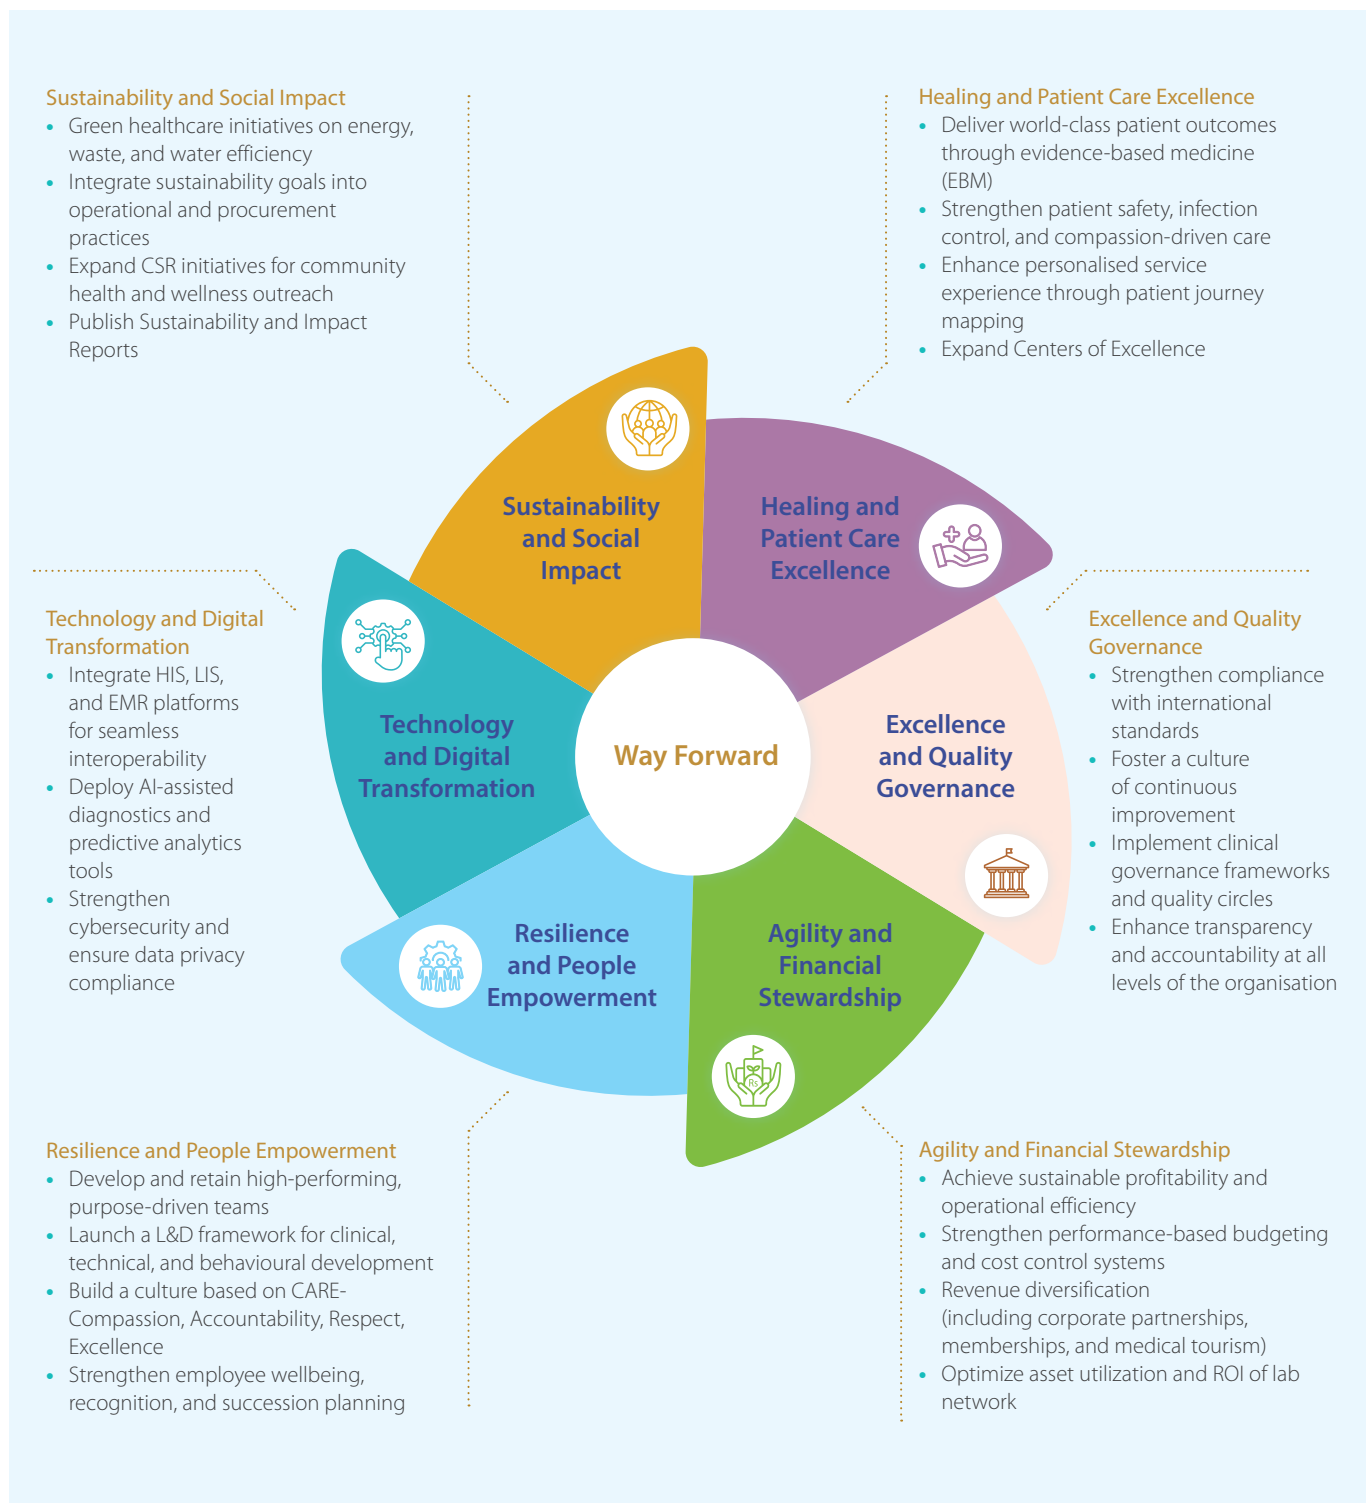 Sustainability and Social Impact
• Green healthcare initiatives on energy,
waste, and water efficiency
• Integrate sustainability goals into
operational and procurement
practices
• Expand CSR initiatives for community
health and wellness outreach
• Publish Sustainability and Impact
Reports
Healing and Patient Care Excellence
• Deliver world-class patient outcomes
through evidence-based medicine
(EBM)
• Strengthen patient safety, infection
control, and compassion-driven care
• Enhance personalised service
experience through patient journey
mapping
• Expand Centers of Excellence
Sustainability
and Social
Impact
Healing and
Patient Care
Excellence
Technology and Digital
Transformation
• Integrate HIS, LIS,
and EMR platforms
for seamless
interoperability
• Deploy AI-assisted
diagnostics and
predictive analytics
tools
• Strengthen
cybersecurity and
ensure data privacy
compliance
Technology
and Digital
Transformation
Way Forward
Excellence
and Quality
Governance
Excellence and Quality
Governance
• Strengthen compliance
with international
standards
• Foster a culture
of continuous
improvement
• Implement clinical
governance frameworks
and quality circles
• Enhance transparency
and accountability at all
levels of the organisation
Resilience
and People
Empowerment
Agility and
Financial
Stewardship
Rs
Resilience and People Empowerment
• Develop and retain high-performing,
purpose-driven teams
• Launch a L&D framework for clinical,
technical, and behavioural development
• Build a culture based on CARE-
Compassion, Accountability, Respect,
Excellence
• Strengthen employee wellbeing,
recognition, and succession planning
Agility and Financial Stewardship
• Achieve sustainable profitability and
operational efficiency
• Strengthen performance-based budgeting
and cost control systems
• Revenue diversification
(including corporate partnerships,
memberships, and medical tourism)
• Optimize asset utilization and ROI of lab
network